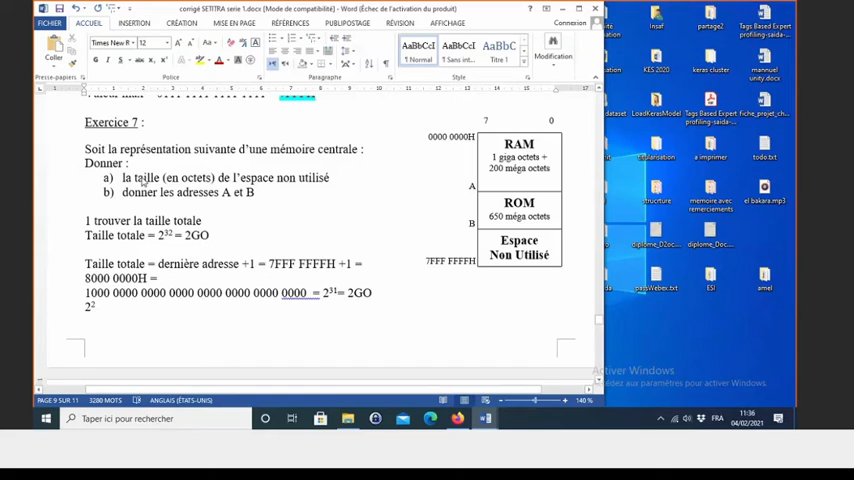 corrigé SETITRA serie 1.docx [Mode de compatibilité] - Word (Échec de l'activation du produit)
FICHIER ACCUEIL INSERTION CRÉATION MISE EN PAGE RÉFÉRENCES PUBLIPOSTAGE RÉVISION AFFICHAGE Connexion
Times New R 12
Coller
AaBbCcI AaBbCcI AaBbC
¶ Normal ¶ Sans int... Titre 1
Modification
Presse-papiers Police Paragraphe Style
Exercice 7 :
Soit la représentation suivante d'une mémoire centrale :
Donner :
a) la taille (en octets) de l'espace non utilisé
b) donner les adresses A et B
1 trouver la taille totale
Taille totale = 2³² = 2GO
Taille totale = dernière adresse +1 = 7FFF FFFFH +1 =
8000 0000H =
1000 0000 0000 0000 0000 0000 0000 0000 = 2³¹= 2GO
2²
7 0
0000 0000H
RAM
1 giga octets +
200 méga octets
A
ROM
650 méga octets
B
Espace
Non Utilisé
7FFF FFFFH
PAGE 9 SUR 11 3200 MOTS ANGLAIS (ÉTATS-UNIS) 140 %
Insaf partage2 Tags Based Expert profiling-saida-...
KES 2020 keras cluster mannuel unity.docx
dataset LoadKerasModel Tags Based Expert profiling-saida-... fiche_projet_ch...
titularisation a imprimer todo.txt
strucrture memoire avec remerciements el bakara.mp3
diplome_D2oc... diplome_Doc...
passWebex.txt ESI amel
Activer Windows
Accédez aux paramètres pour activer Windows.
Taper ici pour rechercher
FRA
11:36
04/02/2021